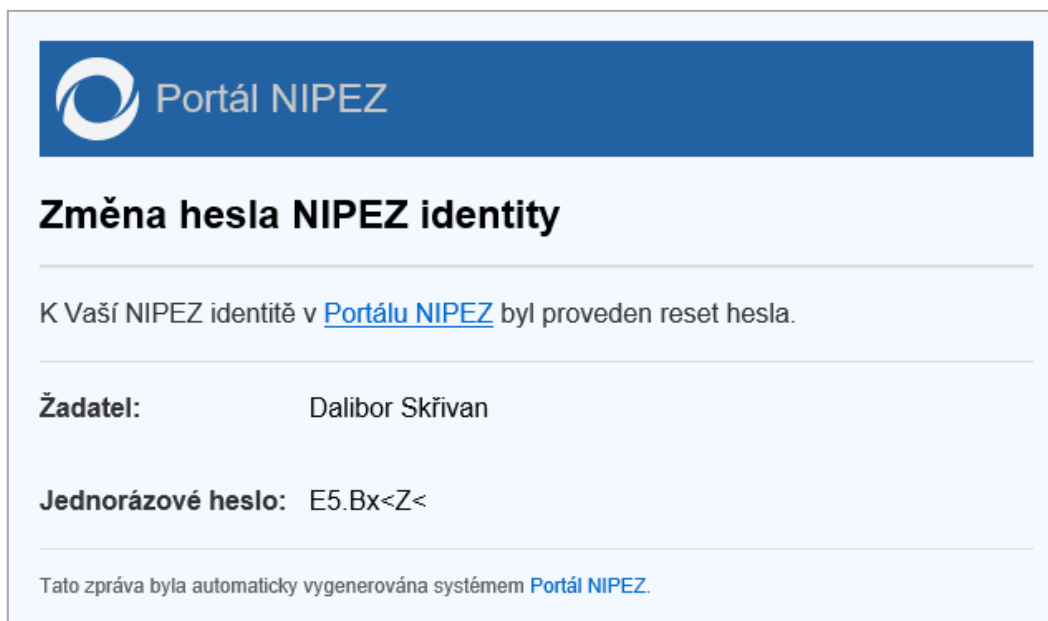 Portál NIPEZ
Změna hesla NIPEZ identity
K Vaší NIPEZ identitě v Portálu NIPEZ byl proveden reset hesla.
Žadatel: Dalibor Skřivan
Jednorázové heslo: E5.Bx<Z<
Tato zpráva byla automaticky vygenerována systémem Portál NIPEZ.